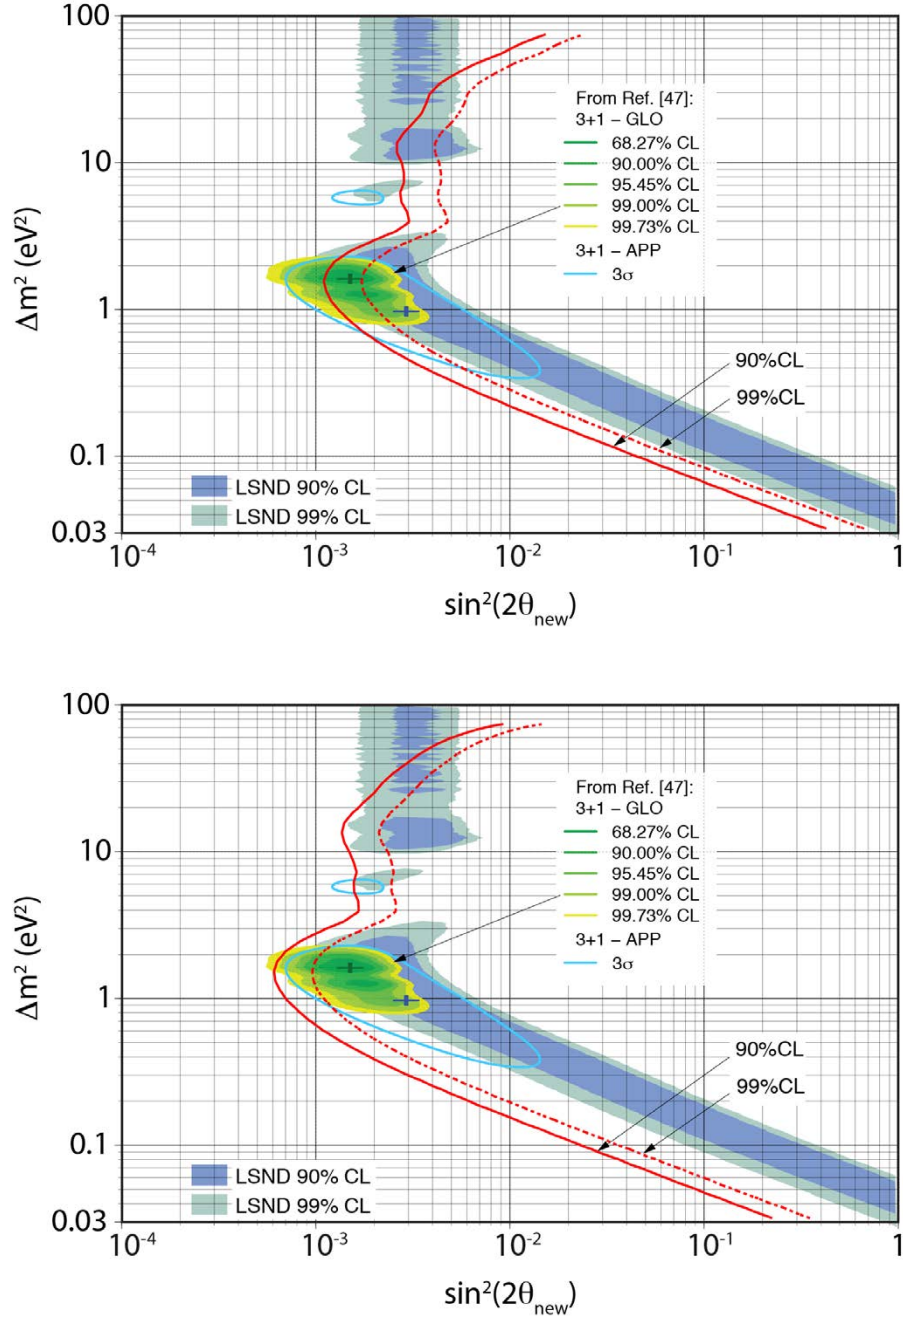 100
10
1
0.1
0.03
Δm² (eV²)
From Ref. [47]:
3+1 – GLO
68.27% CL
90.00% CL
95.45% CL
99.00% CL
99.73% CL
3+1 – APP
3σ
90%CL
99%CL
LSND 90% CL
LSND 99% CL
10⁻⁴ 10⁻³ 10⁻² 10⁻¹ 1
sin²(2θnew)
100
10
1
0.1
0.03
Δm² (eV²)
From Ref. [47]:
3+1 – GLO
68.27% CL
90.00% CL
95.45% CL
99.00% CL
99.73% CL
3+1 – APP
3σ
90%CL
99%CL
LSND 90% CL
LSND 99% CL
10⁻⁴ 10⁻³ 10⁻² 10⁻¹ 1
sin²(2θnew)